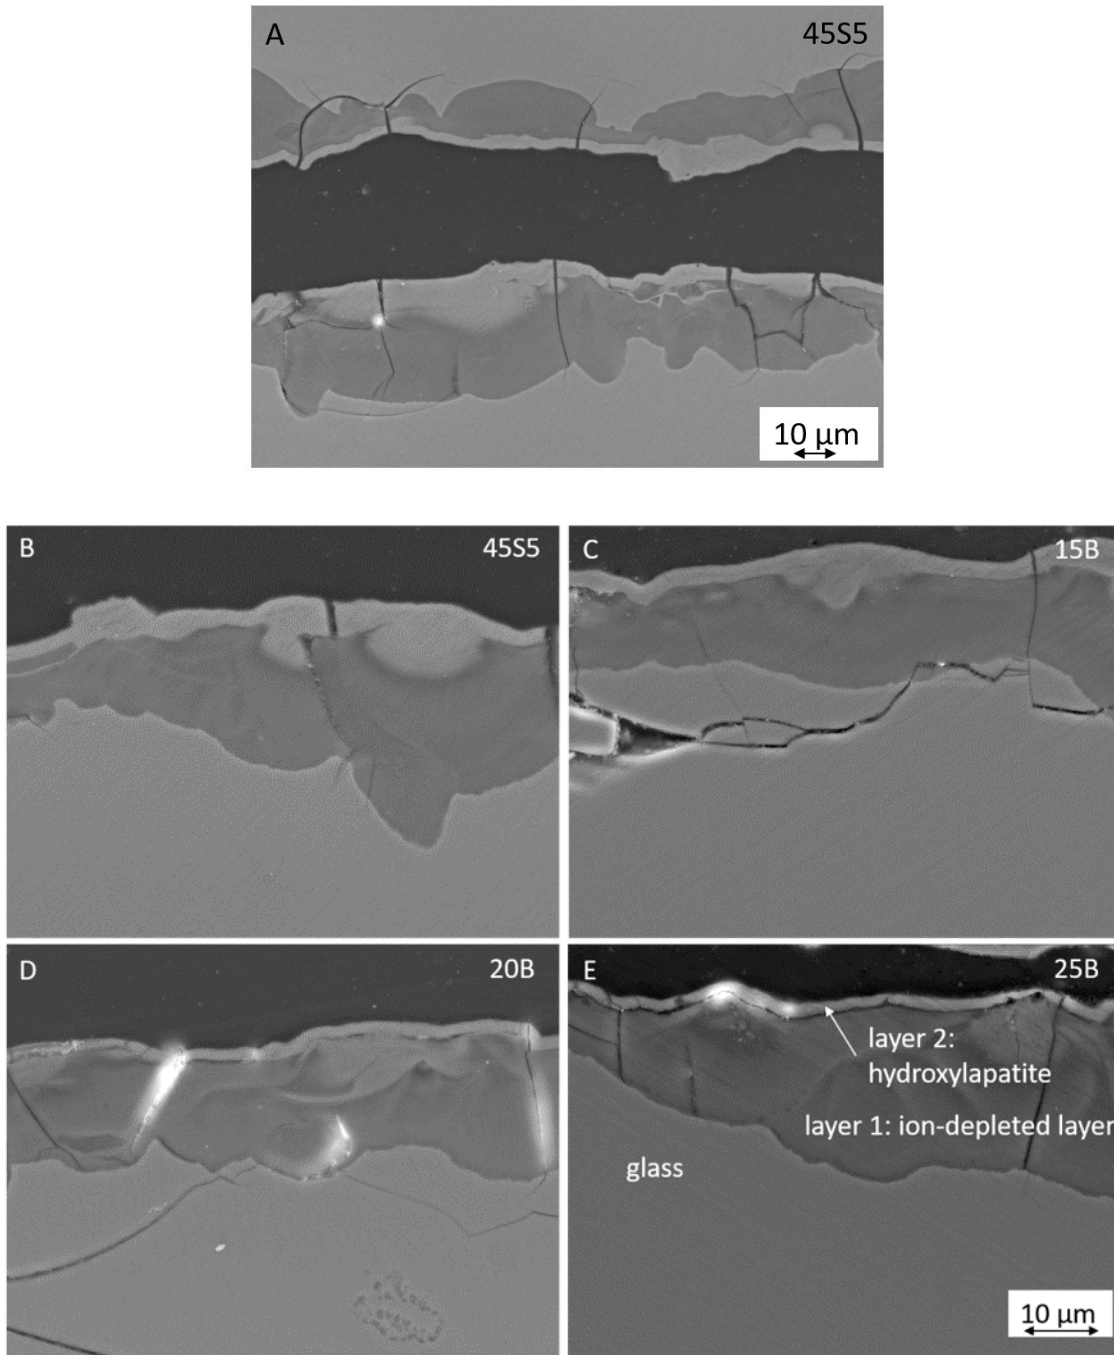 A
45S5
10 µm
B
45S5
C
15B
D
20B
E
25B
layer 2:
hydroxylapatite
layer 1: ion-depleted layer
glass
10 µm